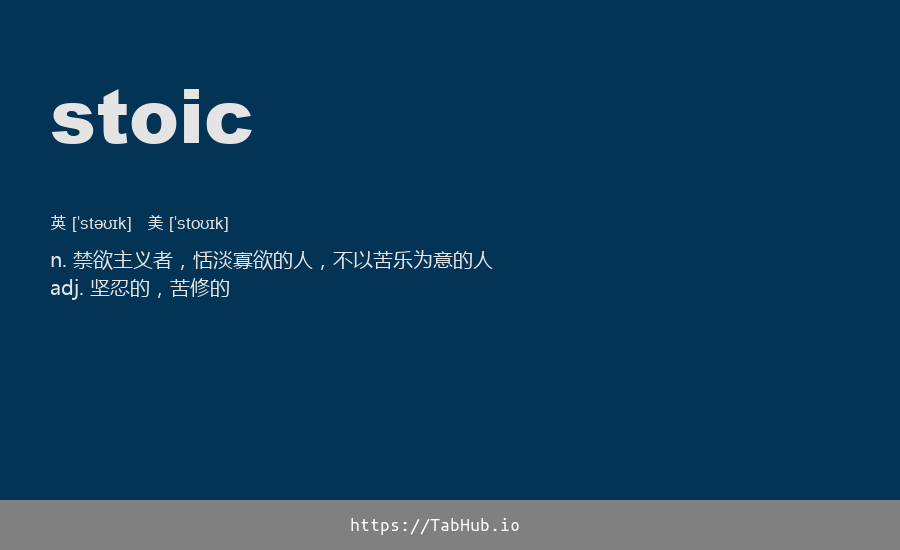 stoic
英 [ˈstəʊɪk] 美 [ˈstoʊɪk]
n. 禁欲主义者，恬淡寡欲的人，不以苦乐为意的人
adj. 坚忍的，苦修的
https://TabHub.io